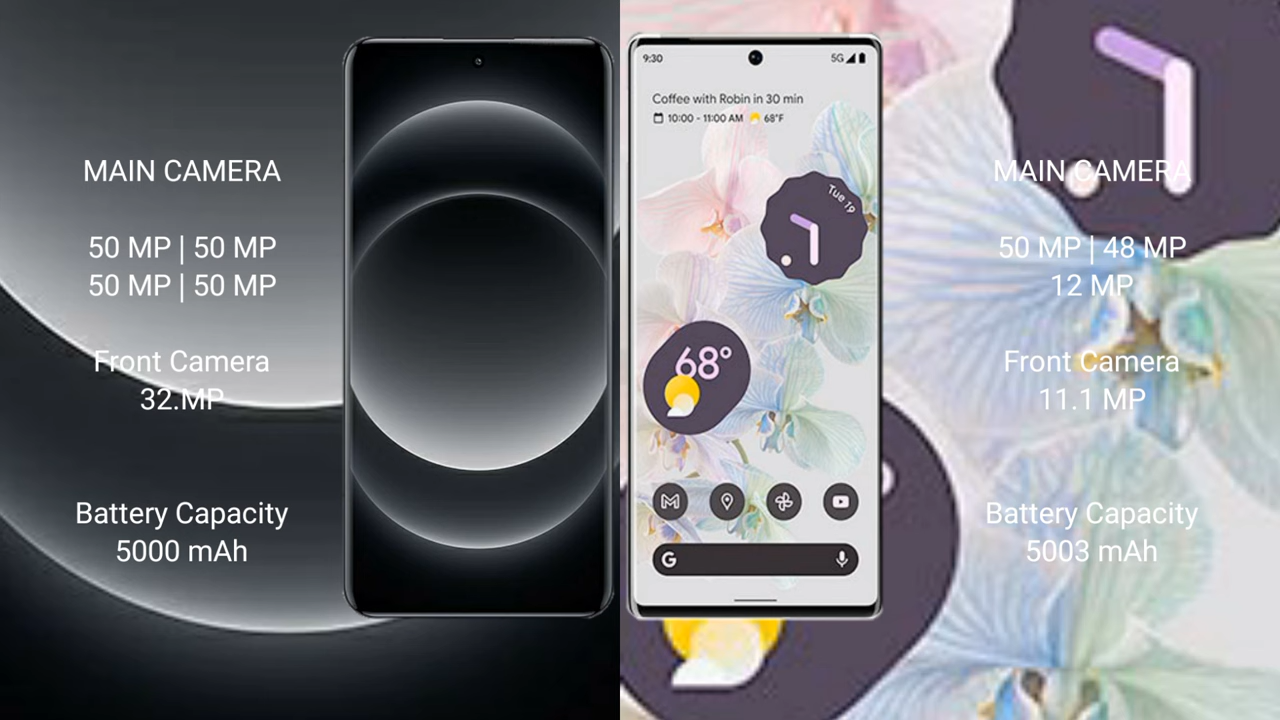 MAIN CAMERA
50 MP | 50 MP
50 MP | 50 MP
Front Camera
32.MP
Battery Capacity
5000 mAh
9:30
5G
Coffee with Robin in 30 min
10:00 - 11:00 AM 68°F
Tue 19
68°
G
MAIN CAMERA
50 MP | 48 MP
12 MP
Front Camera
11.1 MP
Battery Capacity
5003 mAh